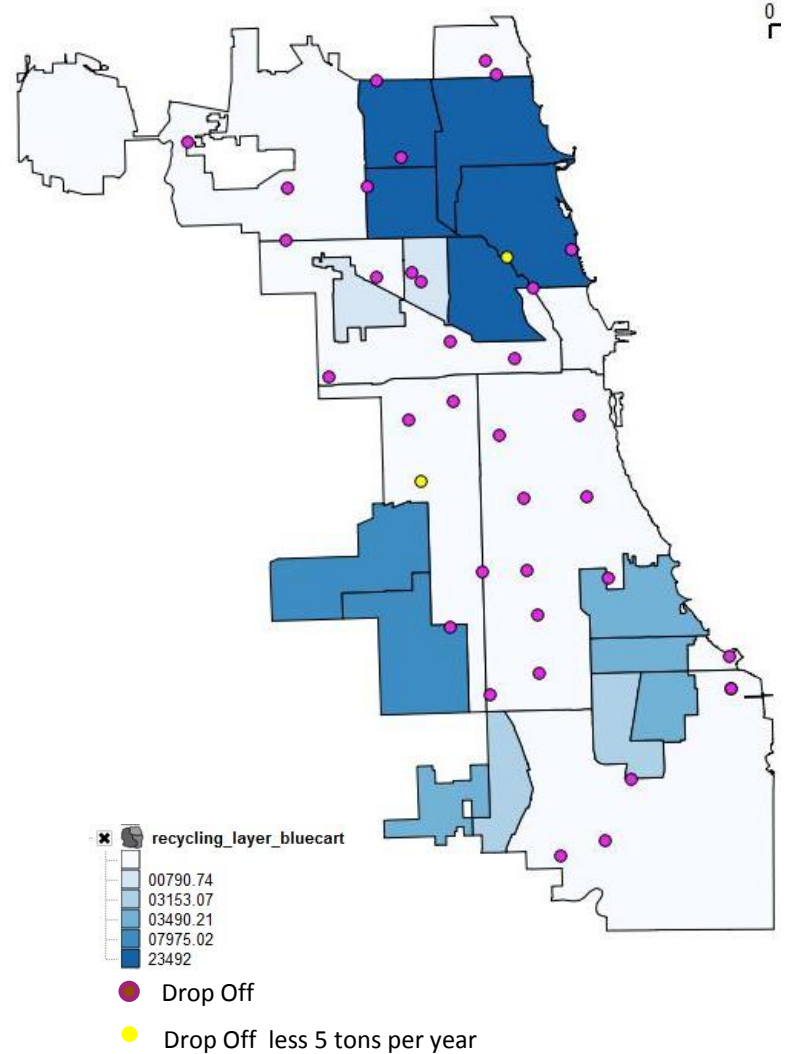 0
recycling_layer_bluecart
00790.74
03153.07
03490.21
07975.02
23492
Drop Off
Drop Off less 5 tons per year